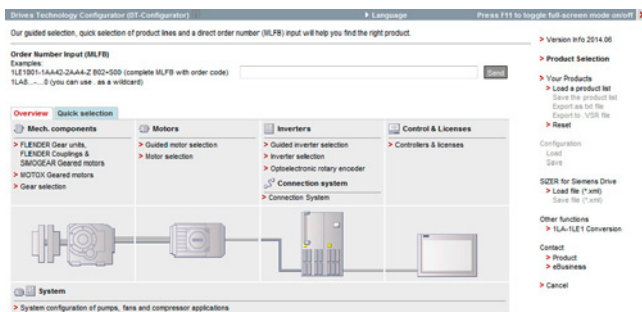 Drives Technology Configurator (DT-Configurator)
Language
Press F11 to toggle full-screen mode on/off
Our guided selection, quick selection of product lines and a direct order number (MLFB) input will help you find the right product.
Order Number Input (MLFB)
Examples:
1LE1001-1AA42-2AA4-Z B02+S00 (complete MLFB with order code)
1LA8...-....0 (you can use . as a wildcard)
Send
Overview
Quick selection
Mech. components
FLENDER Gear units,
FLENDER Couplings &
SIMOGEAR Geared motors
MOTOX Geared motors
Gear selection
Motors
Guided motor selection
Motor selection
Inverters
Guided inverter selection
Inverter selection
Optoelectronic rotary encoder
Connection system
Connection System
Control & Licenses
Controllers & licenses
System
System configuration of pumps, fans and compressor applications
Version Info 2014.06
Product Selection
Your Products
Load a product list
Save the product list
Export as txt file
Export to .VSR file
Reset
Configuration
Load
Save
SIZER for Siemens Drive
Load file (*.xml)
Save file (*.xml)
Other functions
1LA-1LE1 Conversion
Contact
Product
eBusiness
Cancel